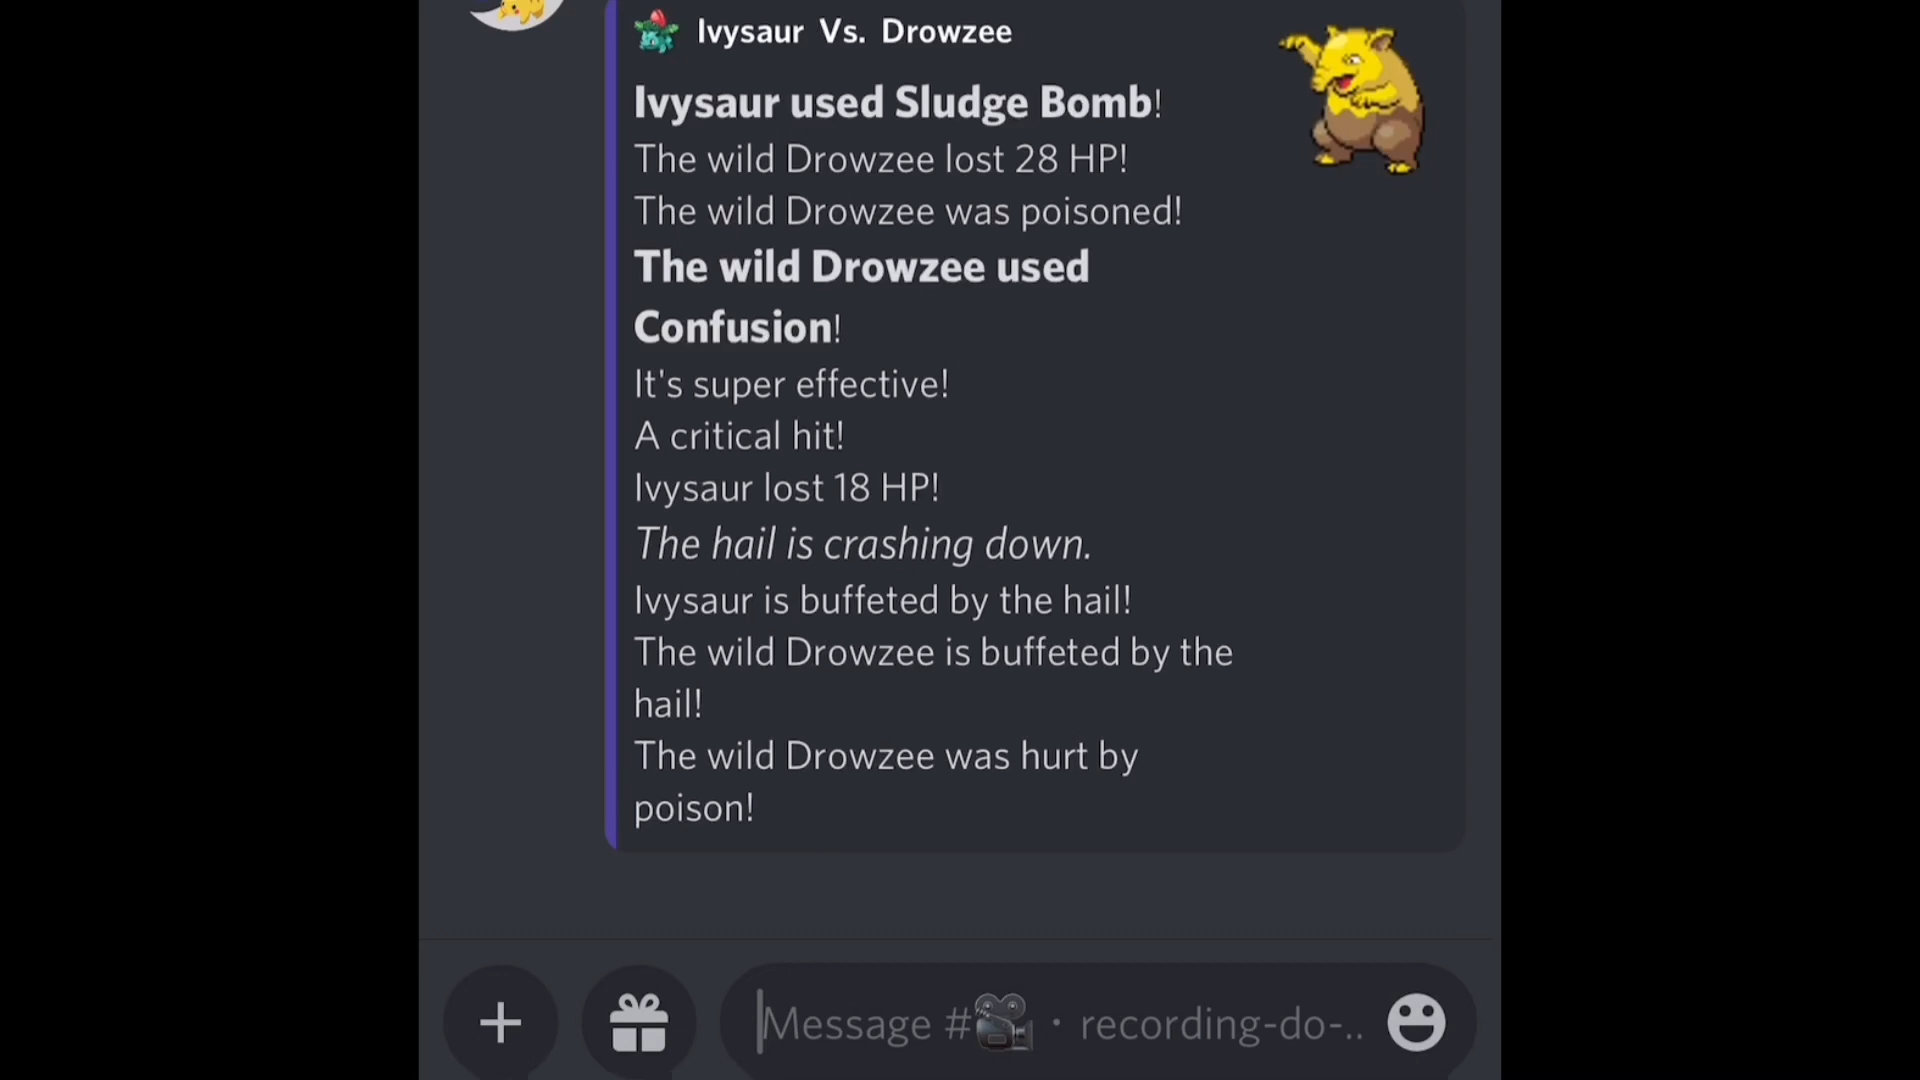 Ivysaur Vs. Drowzee
Ivysaur used Sludge Bomb!
The wild Drowzee lost 28 HP!
The wild Drowzee was poisoned!
The wild Drowzee used
Confusion!
It's super effective!
A critical hit!
Ivysaur lost 18 HP!
The hail is crashing down.
Ivysaur is buffeted by the hail!
The wild Drowzee is buffeted by the
hail!
The wild Drowzee was hurt by
poison!
Message #🎥 · recording-do-..